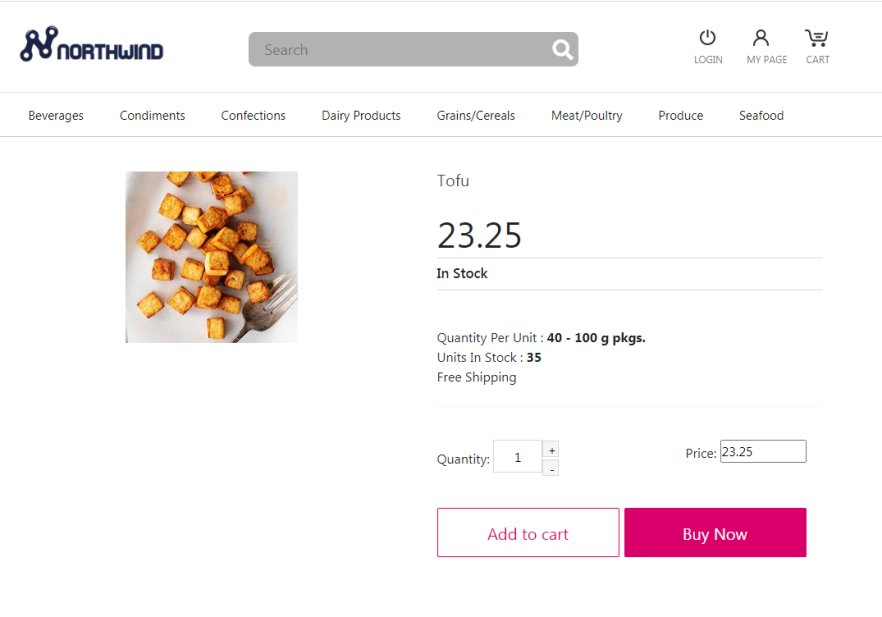 NORTHWIND
Search
LOGIN
MY PAGE
CART
Beverages
Condiments
Confections
Dairy Products
Grains/Cereals
Meat/Poultry
Produce
Seafood
Tofu
23.25
In Stock
Quantity Per Unit : 40 - 100 g pkgs.
Units In Stock : 35
Free Shipping
Quantity: 1 + -
Price: 23.25
Add to cart
Buy Now